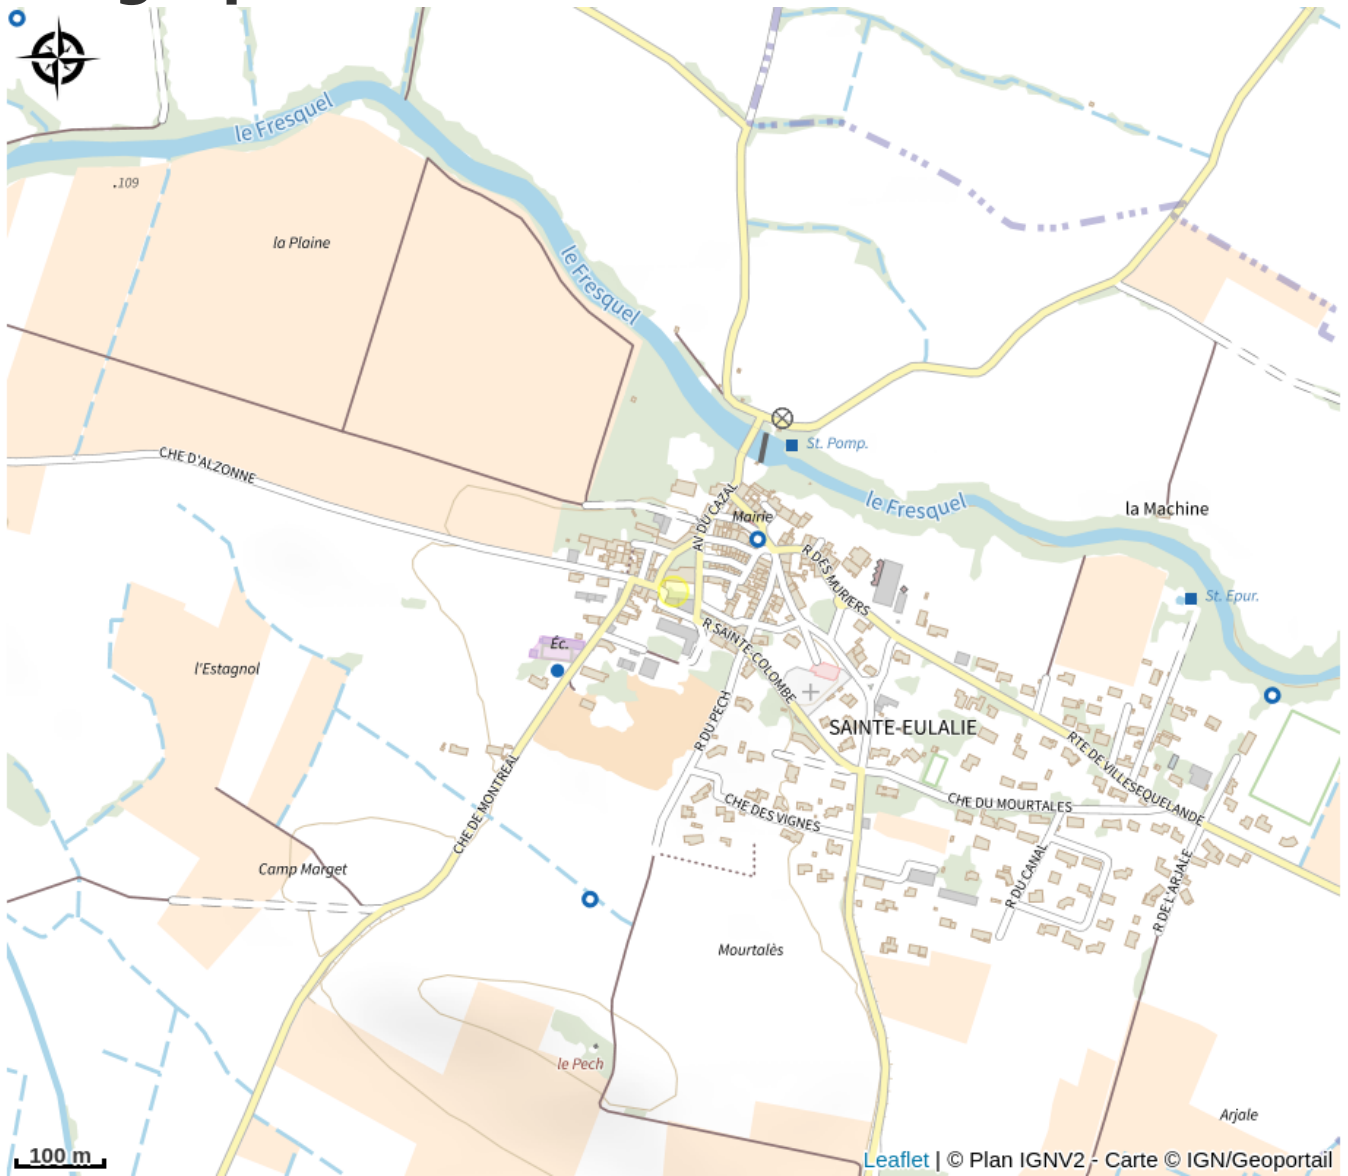 le Fresquel
.109
la Plaine
le Fresquel
St. Pomp.
CHE D'ALZONNE
AV DU CAZAL
Mairie
le Fresquel
la Machine
R DES MURIERS
St. Epur.
Éc.
R SAINTE-COLOMBE
l'Estagnol
R DU PECH
SAINTE-EULALIE
RTE DE VILLESEQUELANDE
CHE DE MONTREAL
CHE DES VIGNES
CHE DU MOURTALES
Camp Marget
R DU CANAL
R DE L'ARJALE
Mourtalès
le Pech
Arjale
100 m
Leaflet | © Plan IGNV2 - Carte © IGN/Geoportail